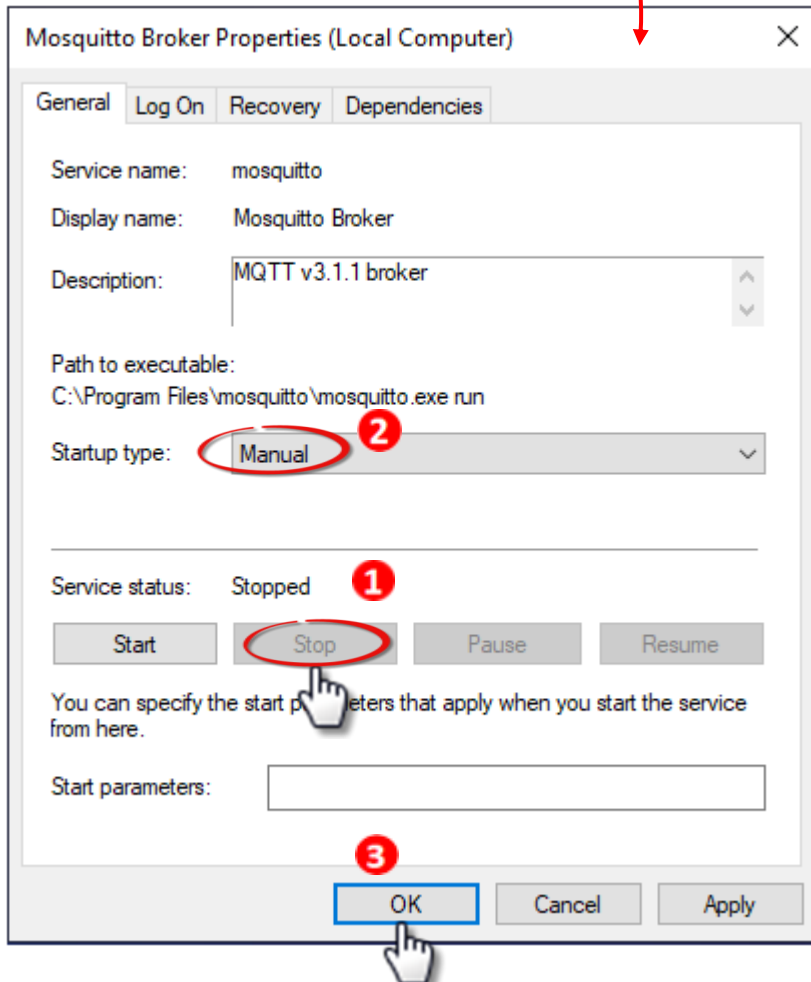 Mosquitto Broker Properties (Local Computer)
General Log On Recovery Dependencies
Service name: mosquitto
Display name: Mosquitto Broker
Description: MQTT v3.1.1 broker
Path to executable:
C:\Program Files\mosquitto\mosquitto.exe run
2
Startup type: Manual
Service status: Stopped 1
Start Stop Pause Resume
You can specify the start p eters that apply when you start the service
from here.
Start parameters:
3
OK Cancel Apply